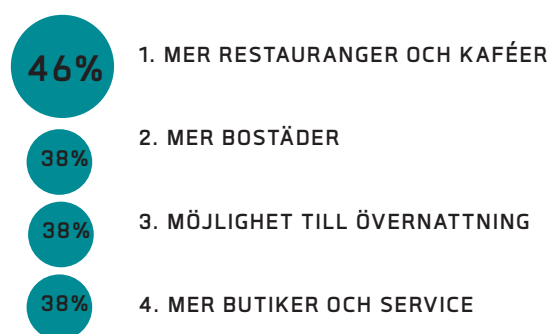 46% 1. MER RESTAURANGER OCH KAFÉER
38% 2. MER BOSTÄDER
38% 3. MÖJLIGHET TILL ÖVERNATTNING
38% 4. MER BUTIKER OCH SERVICE